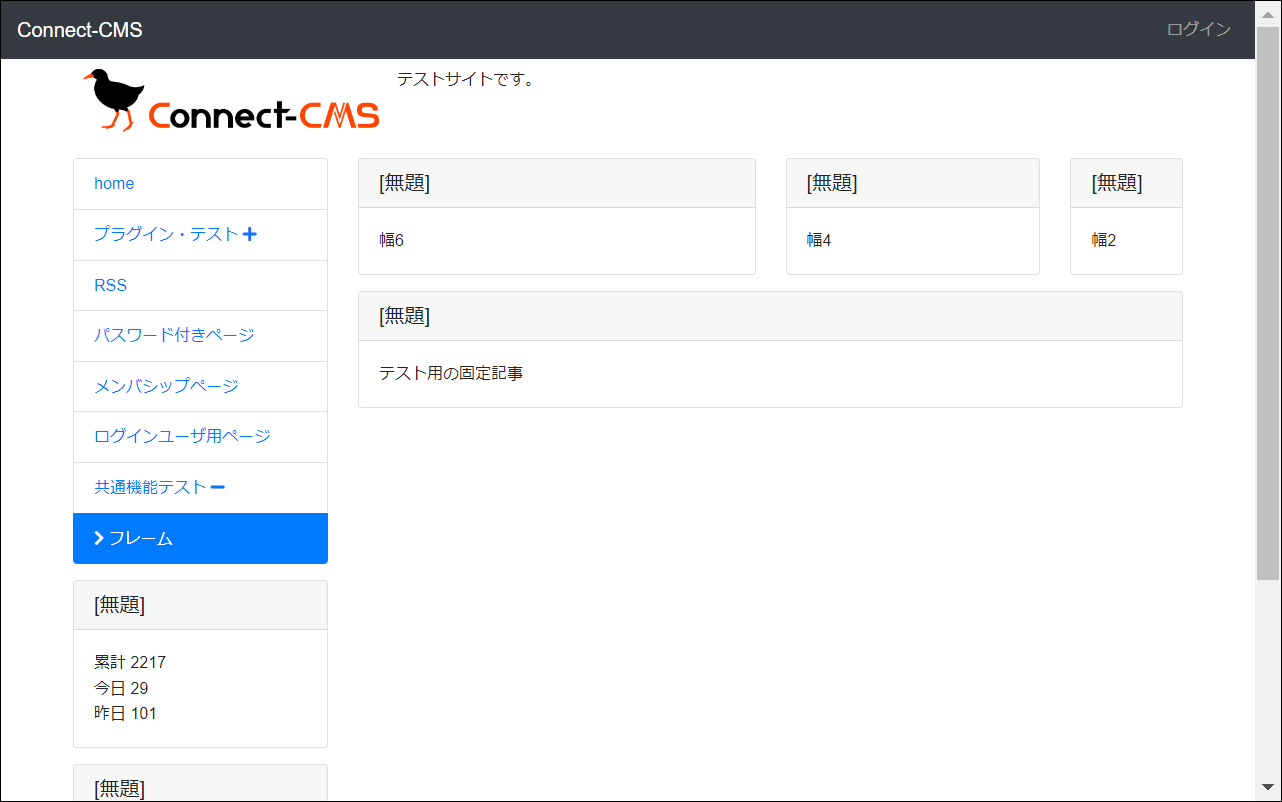 Connect-CMS
ログイン
Connect-CMS
テストサイトです。
home
プラグイン・テスト
RSS
パスワード付きページ
メンバシップページ
ログインユーザ用ページ
共通機能テスト
フレーム
[無題]
累計 2217
今日 29
昨日 101
[無題]
[無題]
幅6
[無題]
幅4
[無題]
幅2
[無題]
テスト用の固定記事